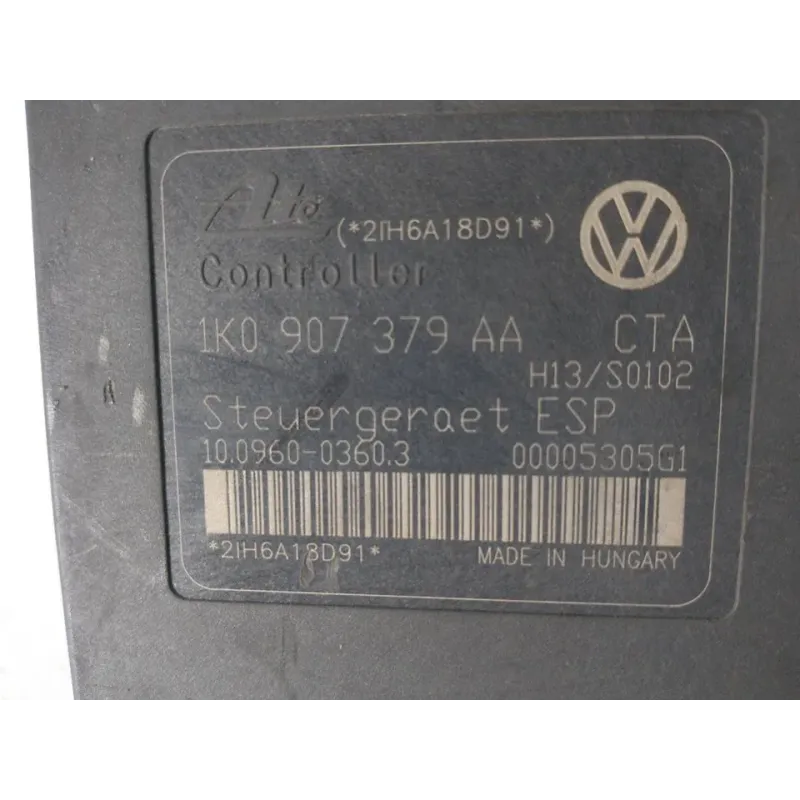 Ate
(*2IH6A18D91*)
Controller
1K0 907 379 AA CTA
H13/S0102
Steuergeraet ESP
10.0960-0360.3 00005305G1
*2IH6A18D91* MADE IN HUNGARY